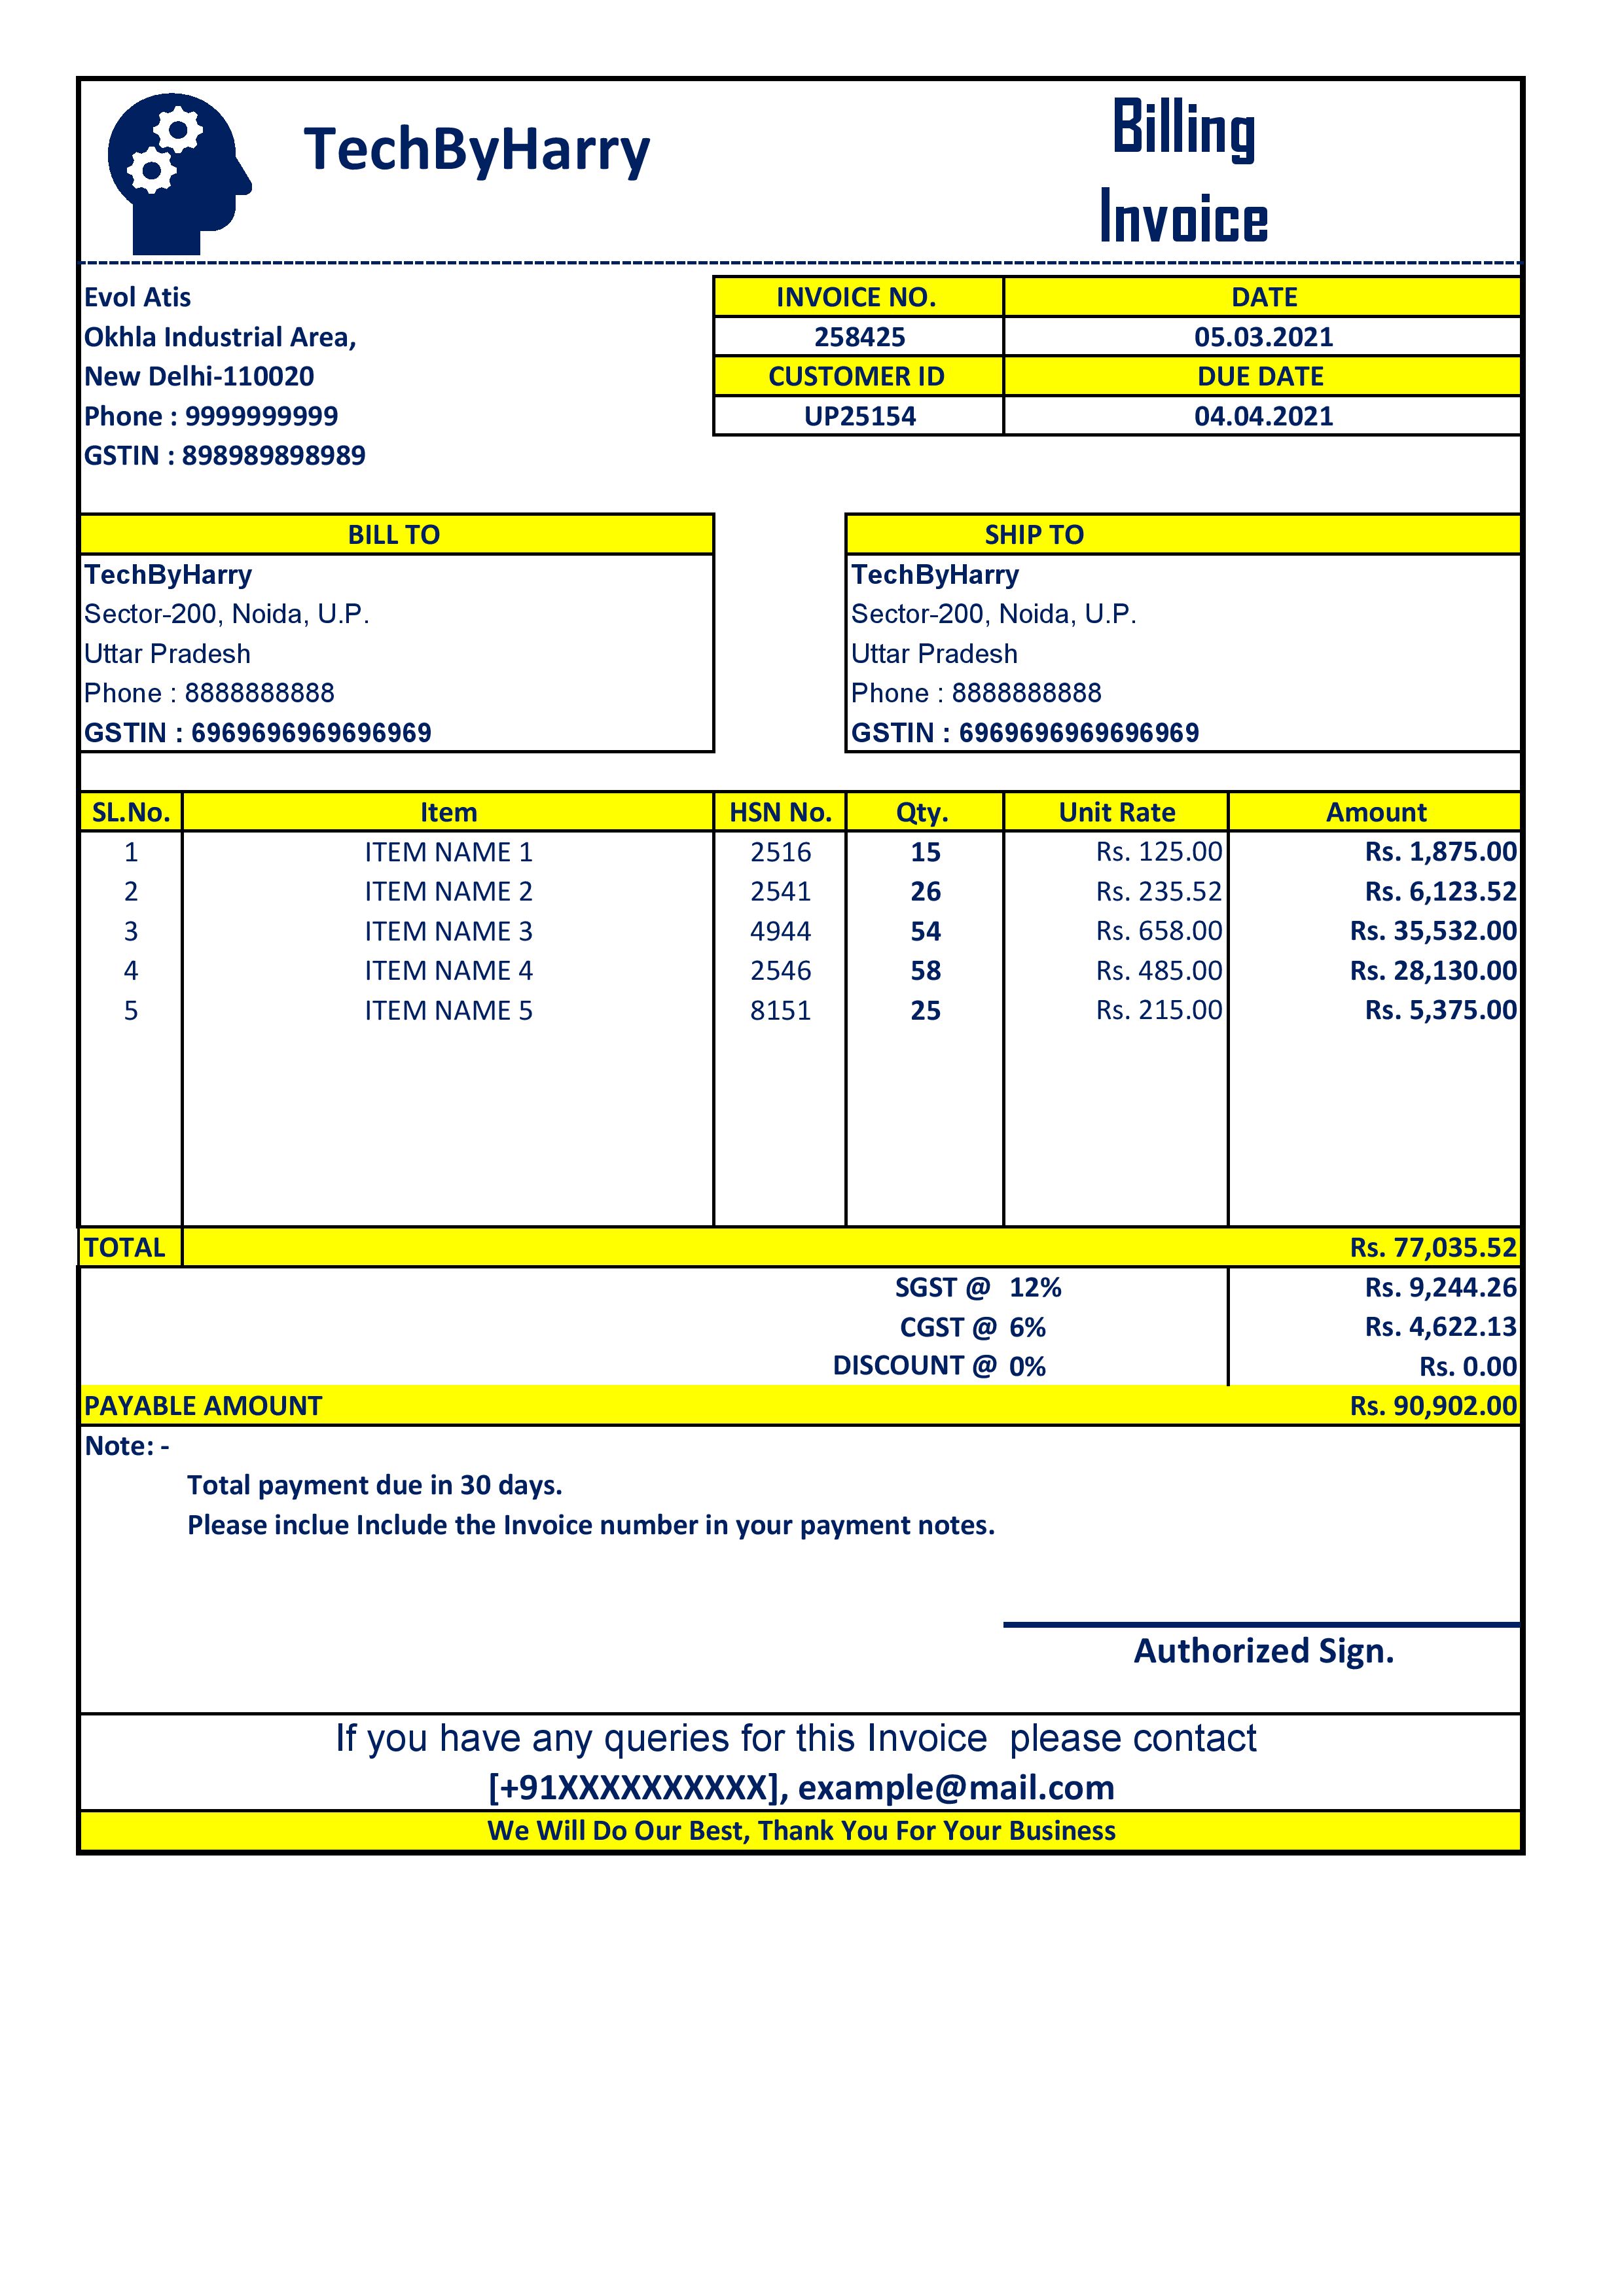 TechByHarry
Billing
Invoice
Evol Atis
Okhla Industrial Area,
New Delhi-110020
Phone : 9999999999
GSTIN : 898989898989
INVOICE NO. DATE
258425 05.03.2021
CUSTOMER ID DUE DATE
UP25154 04.04.2021
BILL TO
TechByHarry
Sector-200, Noida, U.P.
Uttar Pradesh
Phone : 8888888888
GSTIN : 6969696969696969
SHIP TO
TechByHarry
Sector-200, Noida, U.P.
Uttar Pradesh
Phone : 8888888888
GSTIN : 6969696969696969
SL.No. Item HSN No. Qty. Unit Rate Amount
1 ITEM NAME 1 2516 15 Rs. 125.00 Rs. 1,875.00
2 ITEM NAME 2 2541 26 Rs. 235.52 Rs. 6,123.52
3 ITEM NAME 3 4944 54 Rs. 658.00 Rs. 35,532.00
4 ITEM NAME 4 2546 58 Rs. 485.00 Rs. 28,130.00
5 ITEM NAME 5 8151 25 Rs. 215.00 Rs. 5,375.00
TOTAL Rs. 77,035.52
SGST @ 12% Rs. 9,244.26
CGST @ 6% Rs. 4,622.13
DISCOUNT @ 0% Rs. 0.00
PAYABLE AMOUNT Rs. 90,902.00
Note: -
Total payment due in 30 days.
Please inclue Include the Invoice number in your payment notes.
Authorized Sign.
If you have any queries for this Invoice please contact
[+91XXXXXXXXXX], example@mail.com
We Will Do Our Best, Thank You For Your Business